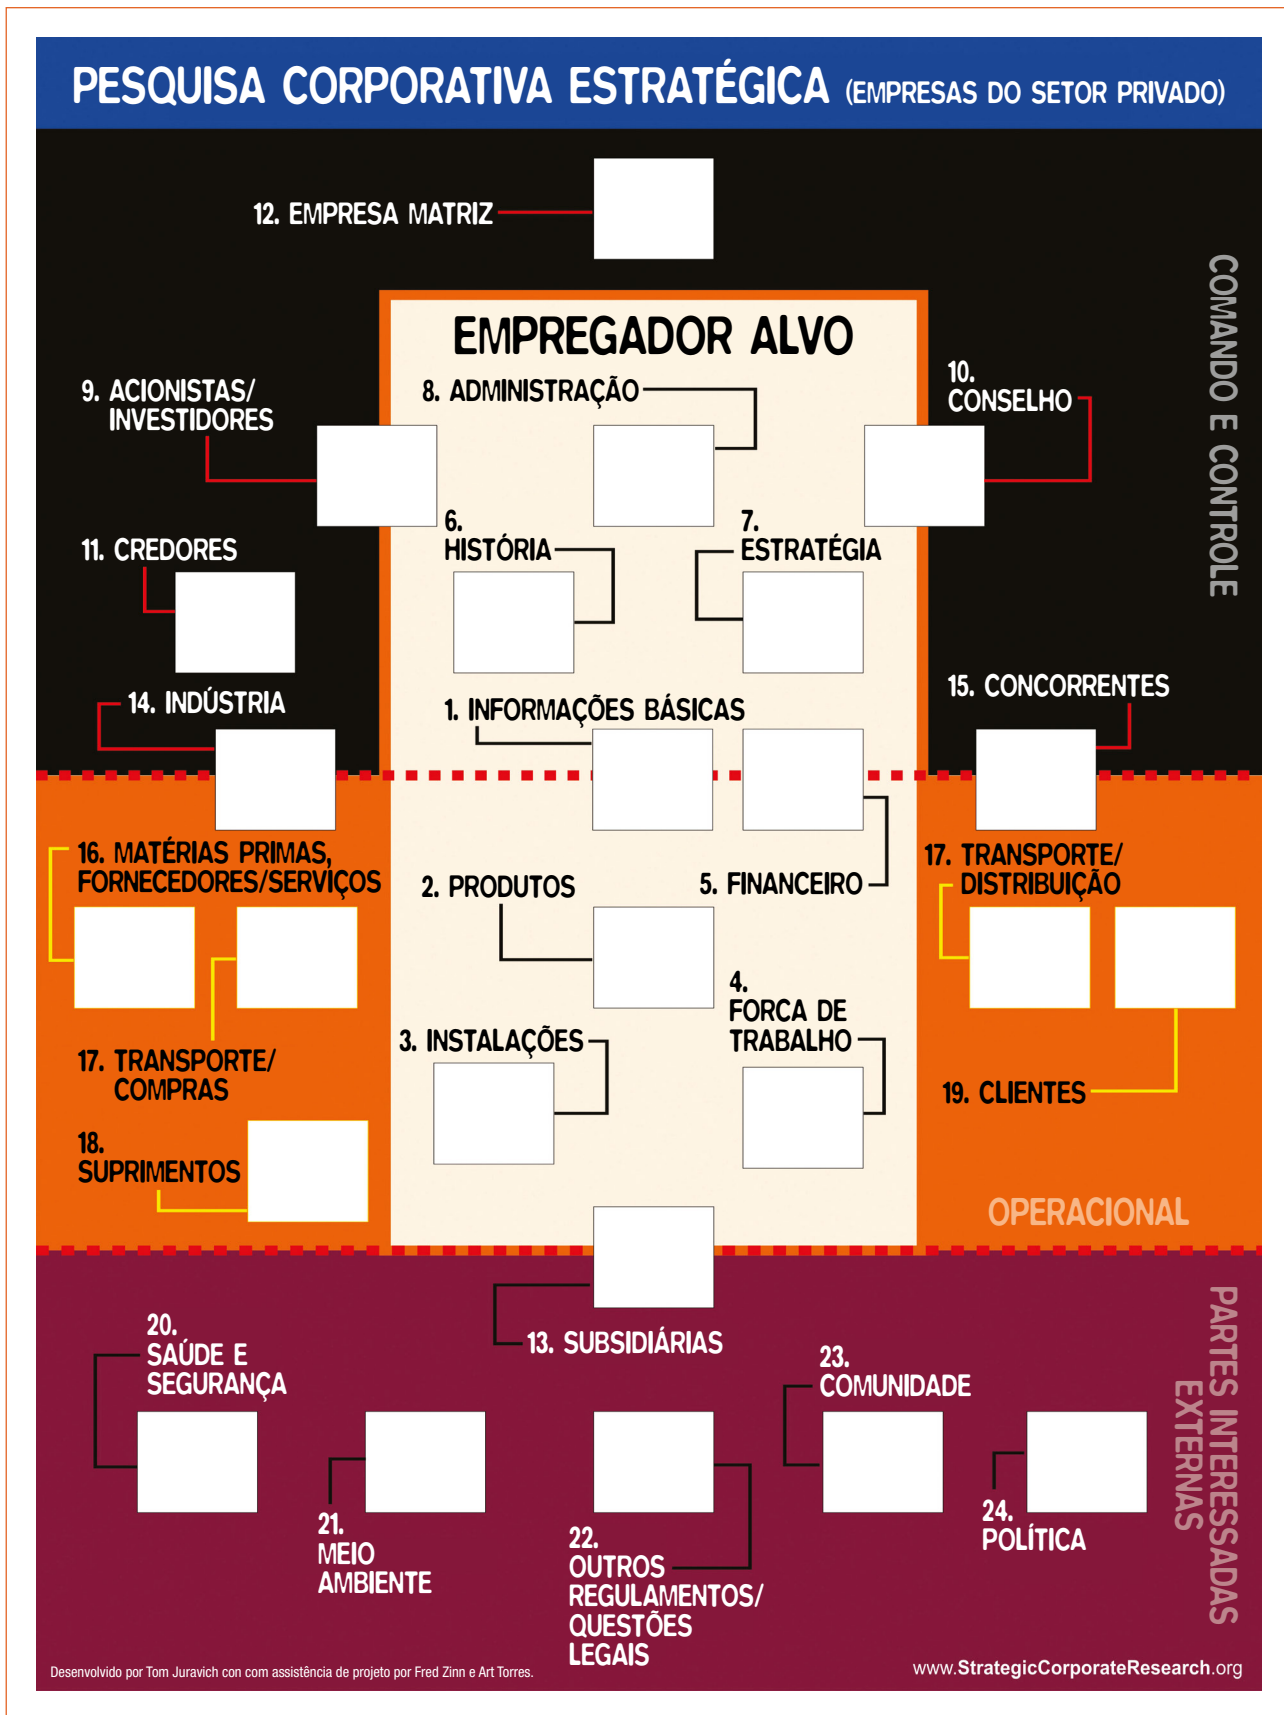 PESQUISA CORPORATIVA ESTRATÉGICA (EMPRESAS DO SETOR PRIVADO)
12. EMPRESA MATRIZ
COMANDO E CONTROLE
EMPREGADOR ALVO
9. ACIONISTAS/
INVESTIDORES
8. ADMINISTRAÇÃO
10.
CONSELHO
11. CREDORES
6.
HISTÓRIA
7.
ESTRATÉGIA
14. INDÚSTRIA
1. INFORMAÇÕES BÁSICAS
15. CONCORRENTES
16. MATÉRIAS PRIMAS,
FORNECEDORES/SERVIÇOS
2. PRODUTOS
5. FINANCEIRO
17. TRANSPORTE/
DISTRIBUIÇÃO
17. TRANSPORTE/
COMPRAS
3. INSTALAÇÕES
4.
FORCA DE
TRABALHO
19. CLIENTES
18.
SUPRIMENTOS
OPERACIONAL
13. SUBSIDIÁRIAS
PARTES INTERESSADAS
EXTERNAS
20.
SAÚDE E
SEGURANÇA
21.
MEIO
AMBIENTE
22.
OUTROS
REGULAMENTOS/
QUESTÕES
LEGAIS
23.
COMUNIDADE
24.
POLÍTICA
Desenvolvido por Tom Juravich con com assistência de projeto por Fred Zinn e Art Torres.
www.StrategicCorporateResearch.org